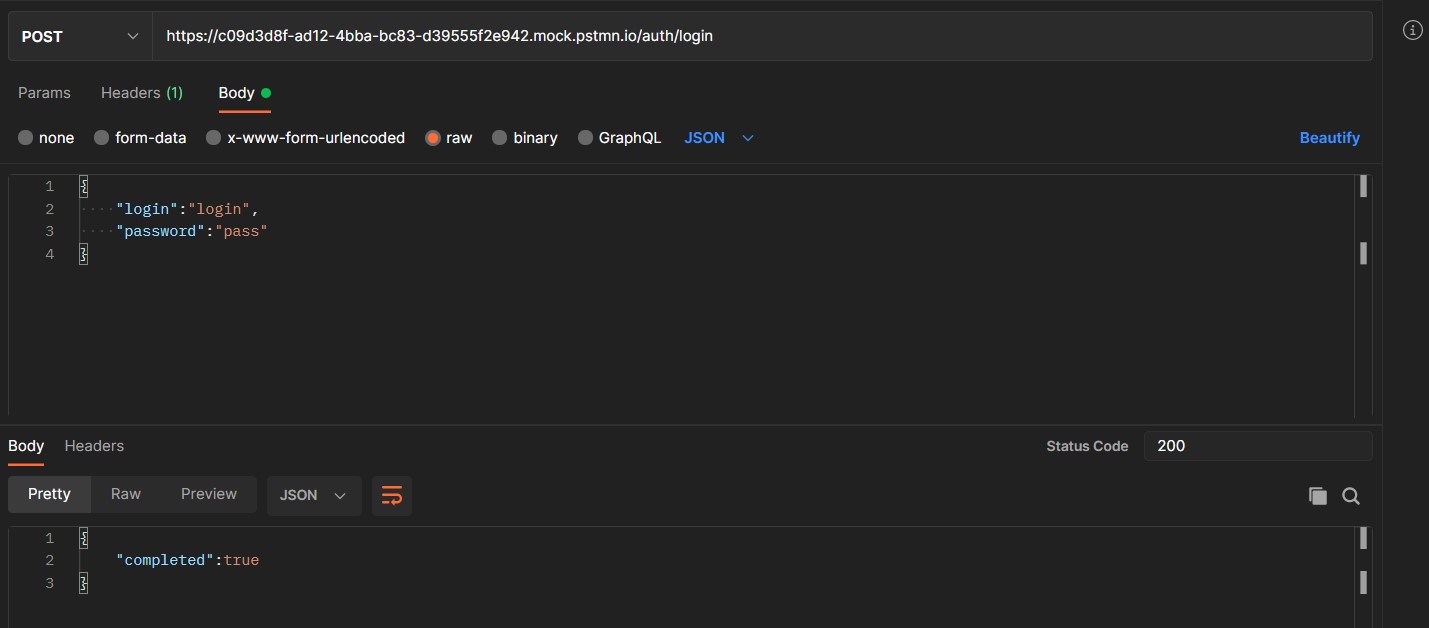 POST https://c09d3d8f-ad12-4bba-bc83-d39555f2e942.mock.pstmn.io/auth/login
Params Headers (1) Body
none form-data x-www-form-urlencoded raw binary GraphQL JSON Beautify
1 {
2 ····"login":"login",
3 ····"password":"pass"
4 }
Body Headers Status Code 200
Pretty Raw Preview JSON
1 {
2 "completed":true
3 }